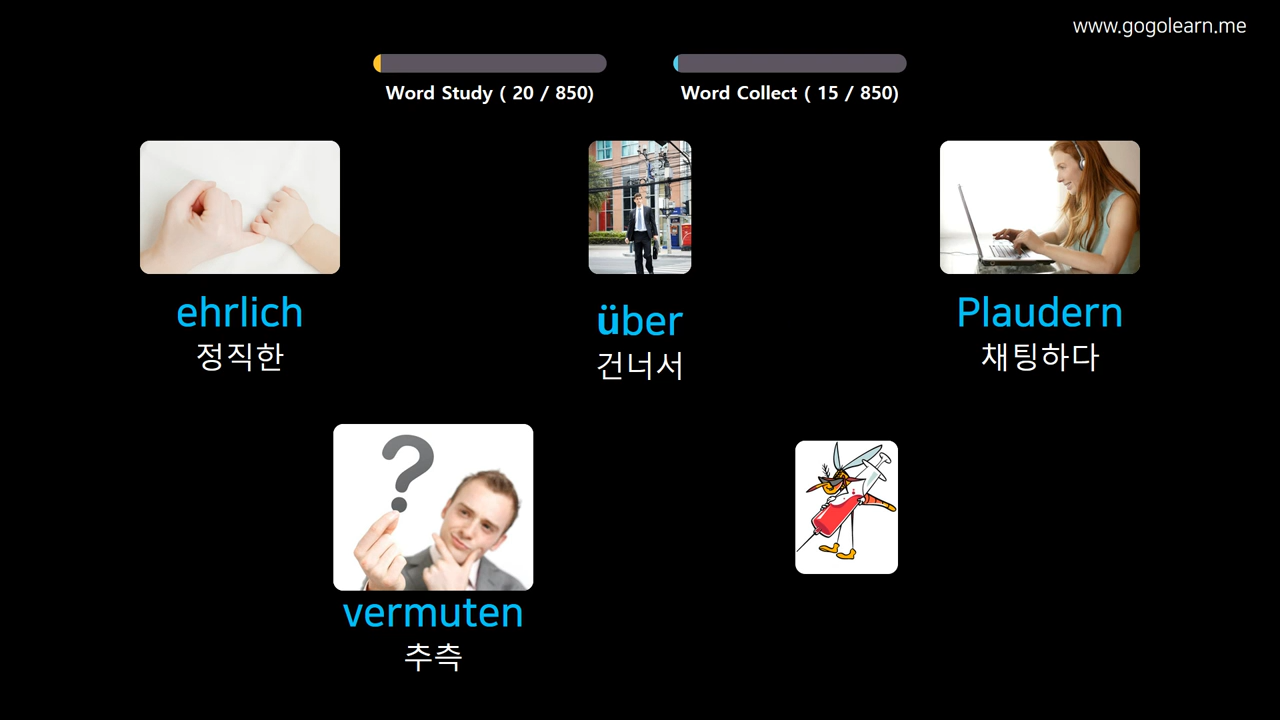 www.gogolearn.me
Word Study ( 20 / 850)
Word Collect ( 15 / 850)
ehrlich
정직한
über
건너서
Plaudern
채팅하다
vermuten
추측